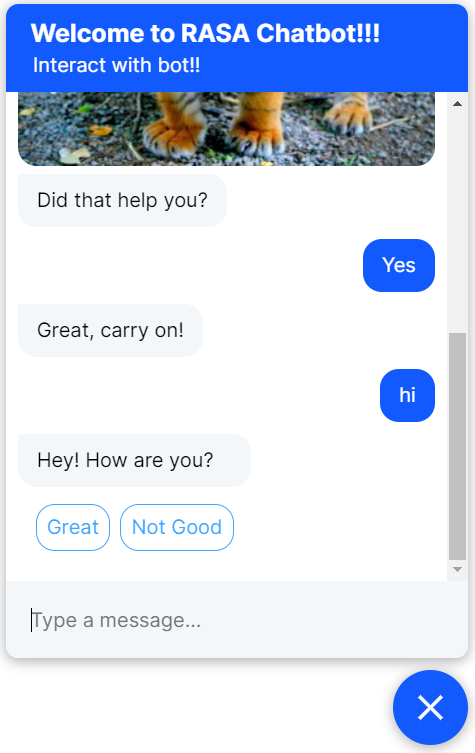 Welcome to RASA Chatbot!!!
Interact with bot!!
Did that help you?
Yes
Great, carry on!
hi
Hey! How are you?
Great
Not Good
Type a message...